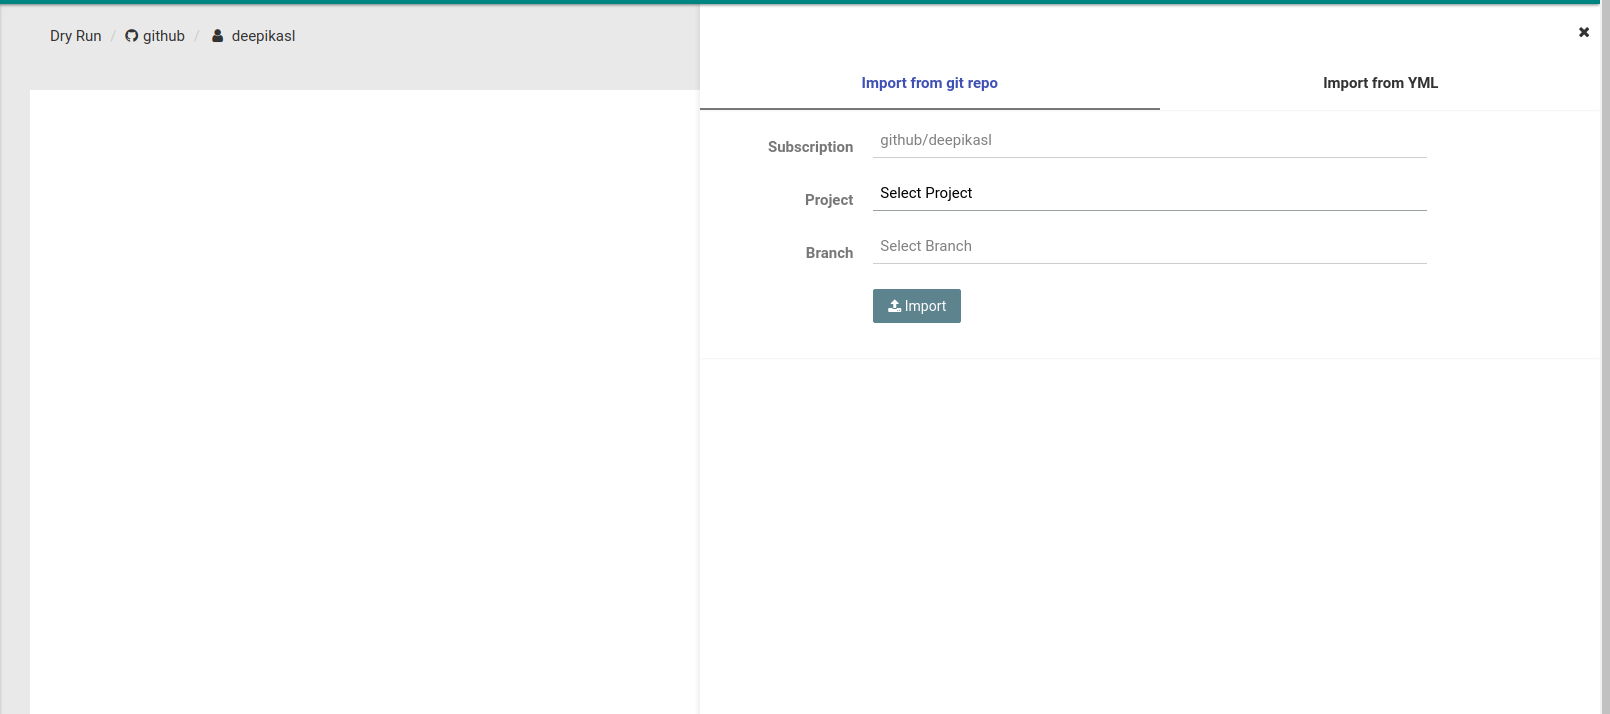 Dry Run / github / deepikasl
Import from git repo
Import from YML
Subscription
github/deepikasl
Project
Select Project
Branch
Select Branch
Import